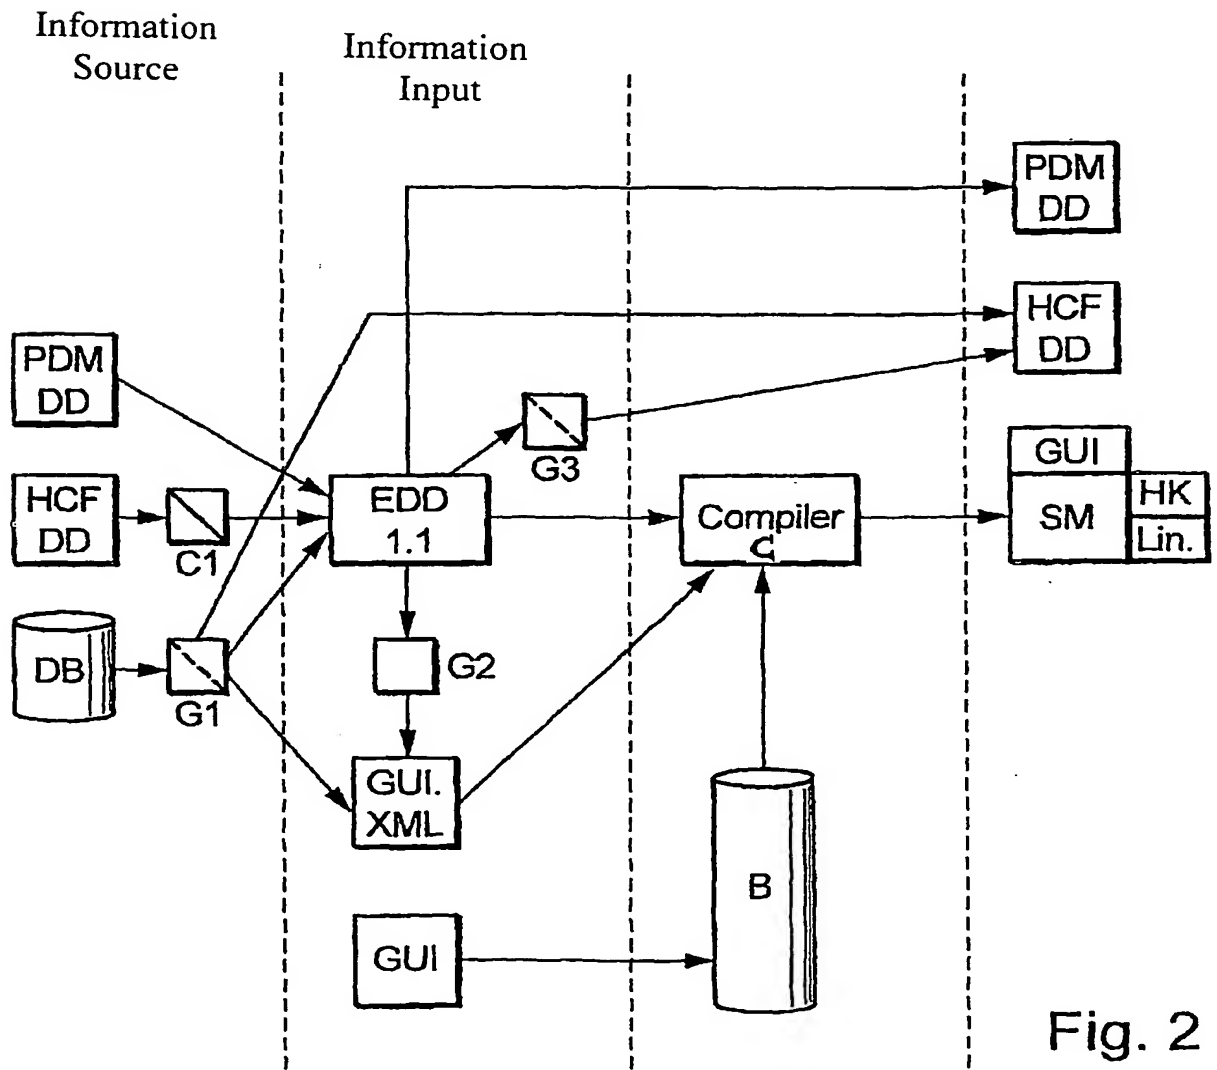 Information
Source
Information
Input
PDM
DD
HCF
DD
PDM
DD
G3
GUI
SM
HK
Lin.
HCF
DD
C1
EDD
1.1
Compiler
C
DB
G1
G2
GUI.
XML
B
GUI
Fig. 2